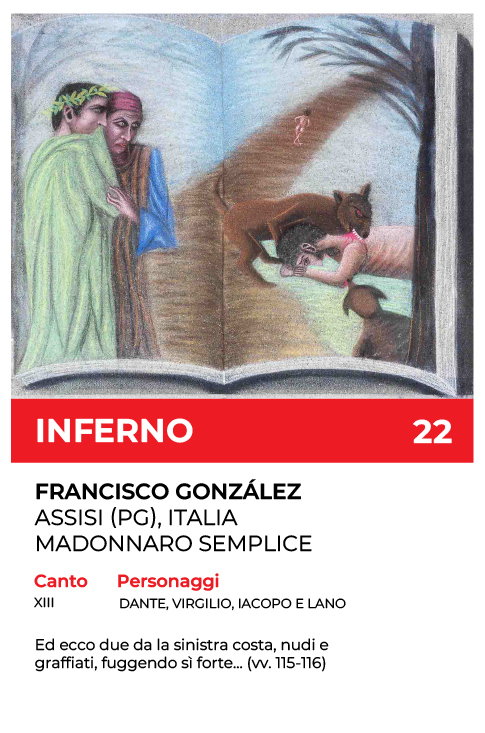 INFERNO 22
FRANCISCO GONZÁLEZ
ASSISI (PG), ITALIA
MADONNARO SEMPLICE
Canto Personaggi
XIII DANTE, VIRGILIO, IACOPO E LANO
Ed ecco due da la sinistra costa, nudi e
graffiati, fuggendo sì forte... (vv. 115-116)